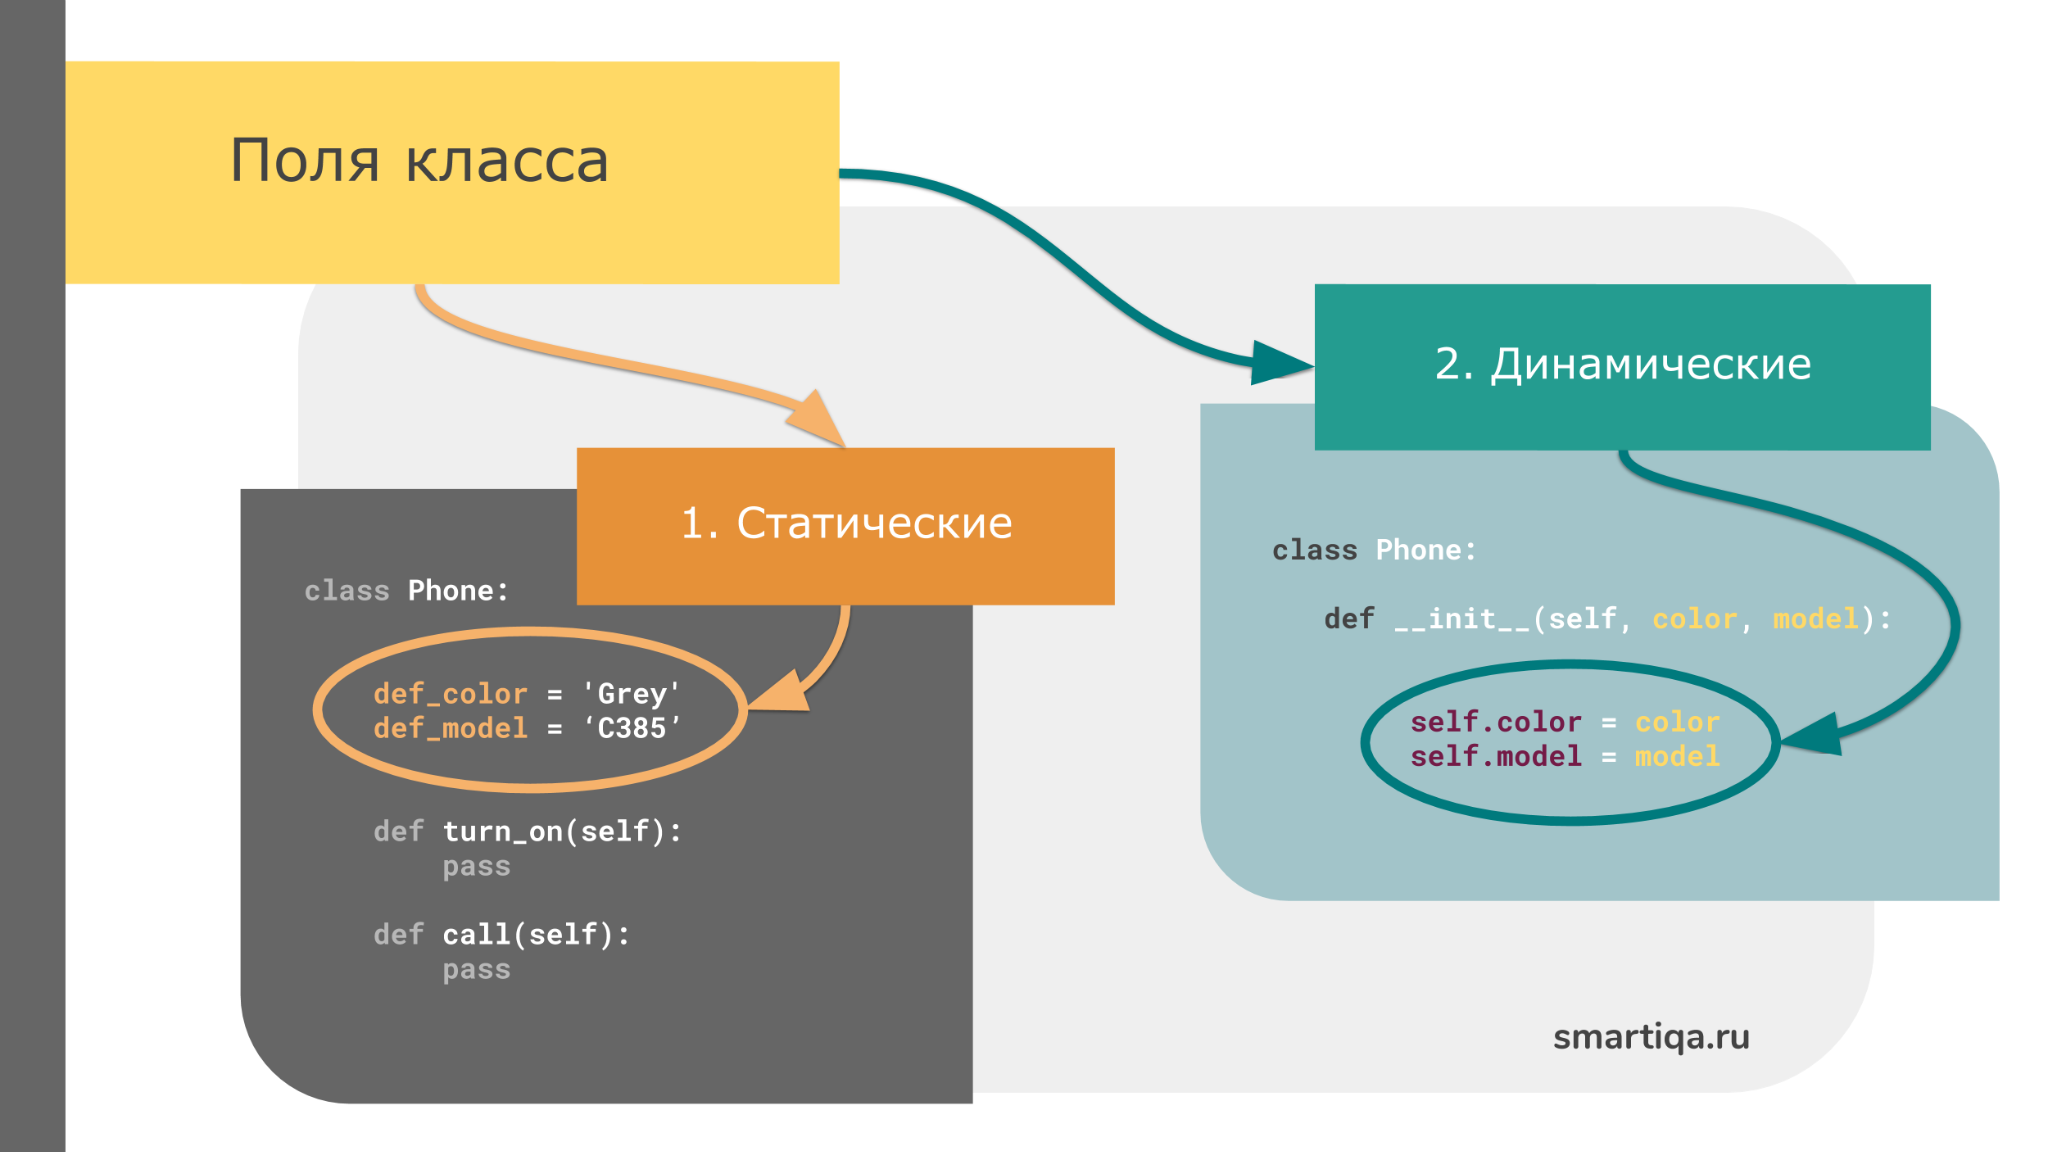 Поля класса
2. Динамические
1. Статические
class Phone:
def_color = 'Grey'
def_model = ‘C385’
def turn_on(self):
pass
def call(self):
pass
class Phone:
def __init__(self, color, model):
self.color = color
self.model = model
smartiqa.ru